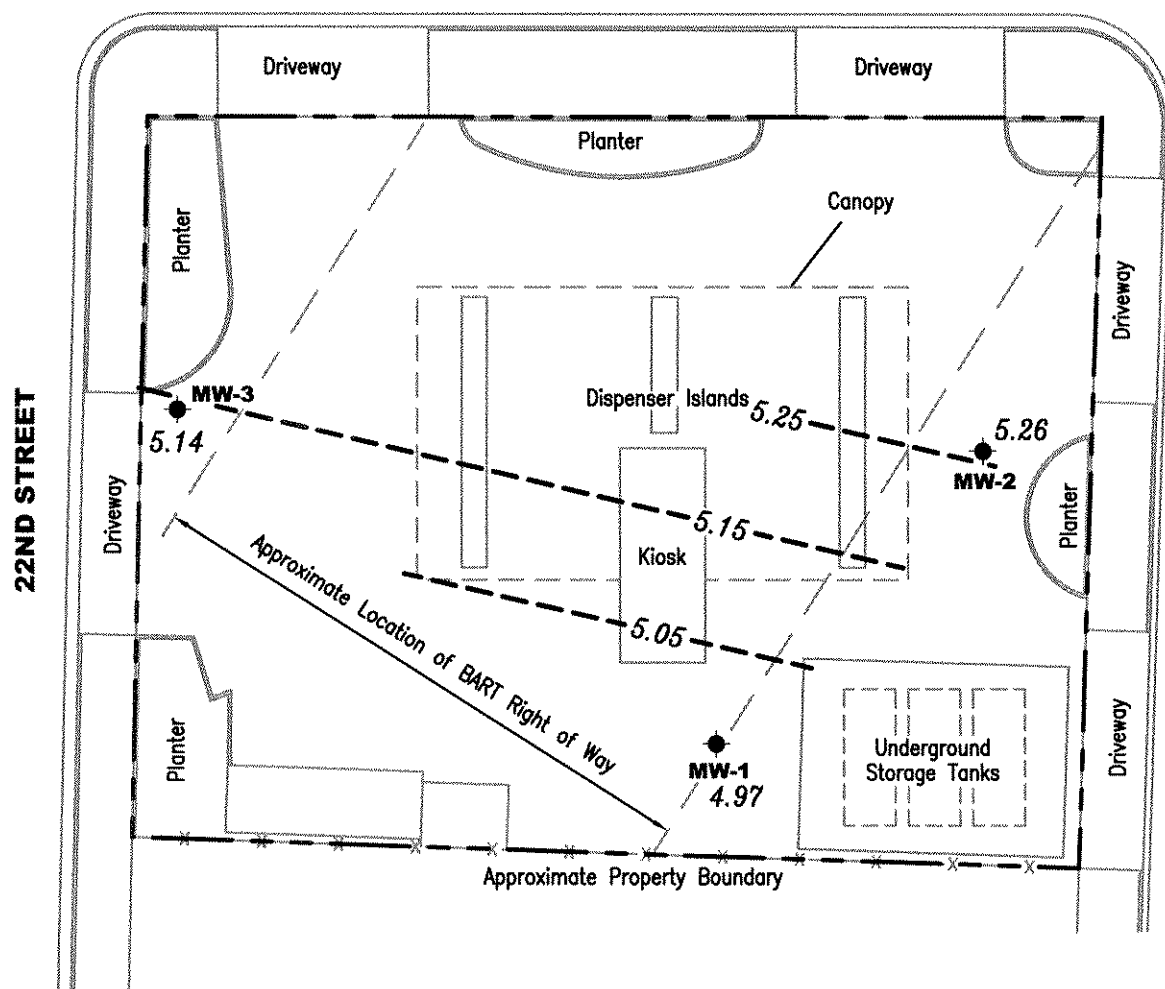 Driveway
Driveway
Planter
Canopy
Planter
Driveway
22ND STREET
MW-3
5.14
Dispenser Islands
5.25
5.26
MW-2
Planter
Driveway
5.15
Kiosk
Approximate Location of BART Right of Way
5.05
Planter
MW-1
4.97
Underground
Storage Tanks
Driveway
Approximate Property Boundary